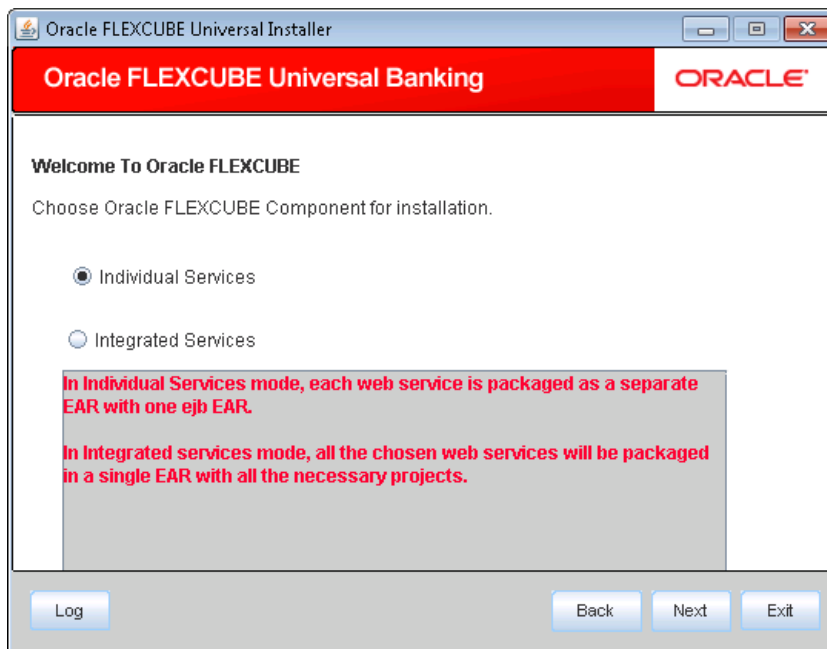 Oracle FLEXCUBE Universal Installer
Oracle FLEXCUBE Universal Banking
ORACLE
Welcome To Oracle FLEXCUBE
Choose Oracle FLEXCUBE Component for installation.
Individual Services
Integrated Services
In Individual Services mode, each web service is packaged as a separate
EAR with one ejb EAR.
In Integrated services mode, all the chosen web services will be packaged
in a single EAR with all the necessary projects.
Log
Back
Next
Exit